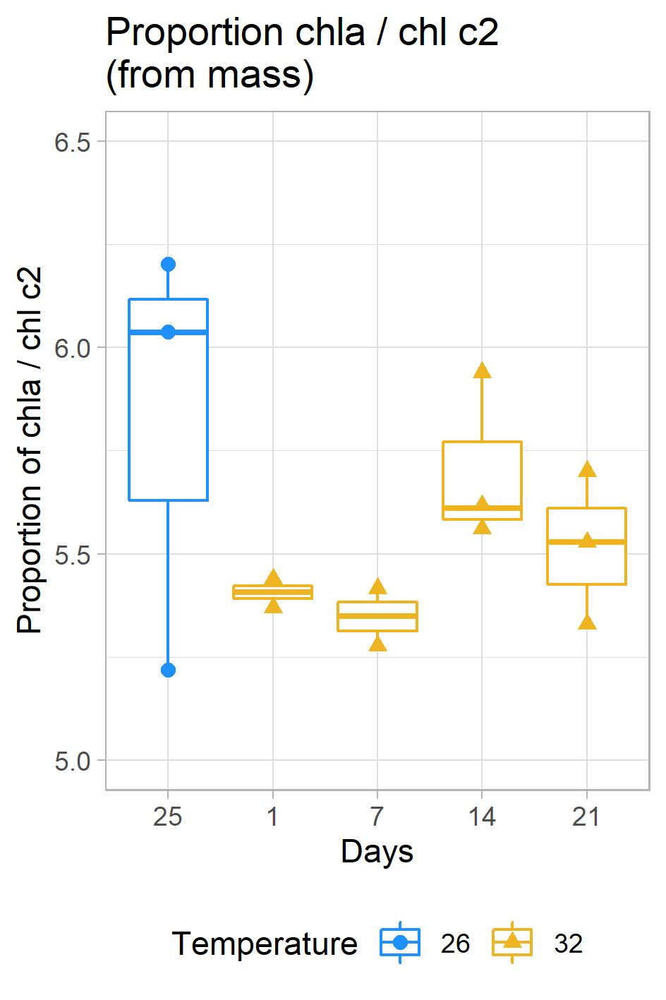 Proportion chla / chl c2
(from mass)
Proportion of chla / chl c2
6.5
6.0
5.5
5.0
25 1 7 14 21
Days
Temperature 26 32